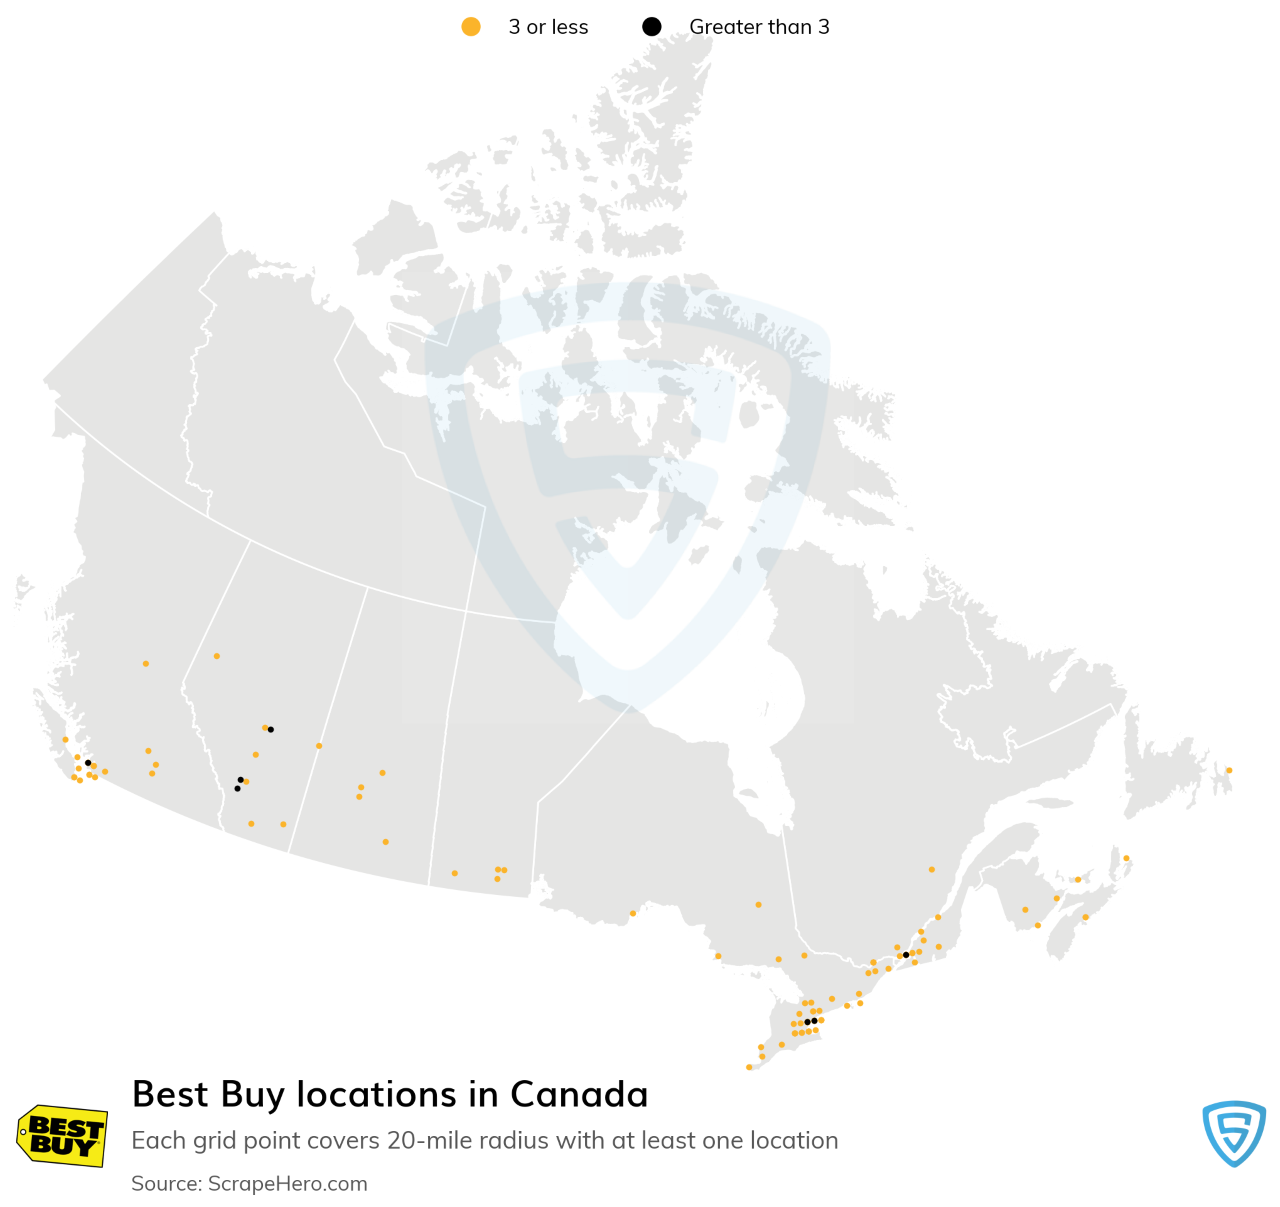 3 or less
Greater than 3
Best Buy locations in Canada
BEST
BUY
Each grid point covers 20-mile radius with at least one location
Source: ScrapeHero.com